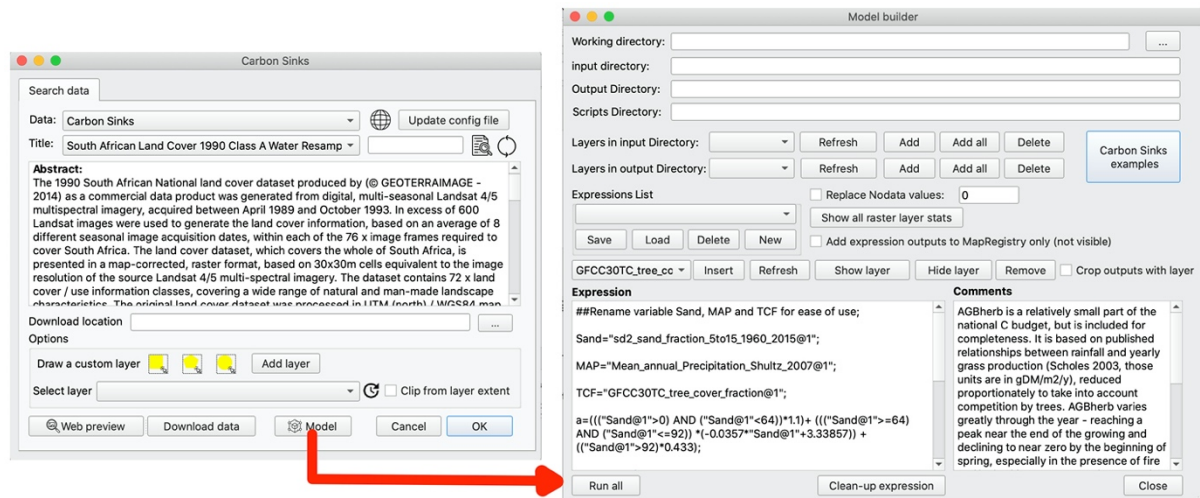 Carbon Sinks
Search data
Data: Carbon Sinks Update config file
Title: South African Land Cover 1990 Class A Water Resamp
Abstract:
The 1990 South African National land cover dataset produced by (© GEOTERRAIMAGE -
2014) as a commercial data product was generated from digital, multi-seasonal Landsat 4/5
multispectral imagery, acquired between April 1989 and October 1993. In excess of 600
Landsat images were used to generate the land cover information, based on an average of 8
different seasonal image acquisition dates, within each of the 76 x image frames required to
cover South Africa. The land cover dataset, which covers the whole of South Africa, is
presented in a map-corrected, raster format, based on 30x30m cells equivalent to the image
resolution of the source Landsat 4/5 multi-spectral imagery. The dataset contains 72 x land
cover / use information classes, covering a wide range of natural and man-made landscape
characteristics. The original land cover dataset was processed in UTM (north) / WGS84 map
Download location ...
Options
Draw a custom layer Add layer
Select layer Clip from layer extent
Web preview Download data Model Cancel OK
Model builder
Working directory: ...
input directory:
Output Directory:
Scripts Directory:
Layers in input Directory: Refresh Add Add all Delete
Layers in output Directory: Refresh Add Add all Delete
Carbon Sinks
examples
Expressions List Replace Nodata values: 0
Show all raster layer stats
Save Load Delete New Add expression outputs to MapRegistry only (not visible)
GFCC30TC_tree_cc Insert Refresh Show layer Hide layer Remove Crop outputs with layer
Expression
##Rename variable Sand, MAP and TCF for ease of use;
Sand="sd2_sand_fraction_5to15_1960_2015@1";
MAP="Mean_annual_Precipitation_Shultz_2007@1";
TCF="GFCC30TC_tree_cover_fraction@1";
a=((("Sand@1">0) AND ("Sand@1"<64))*1.1)+ ((("Sand@1">=64)
AND ("Sand@1"<=92)) *(-0.0357*"Sand@1"+3.33857)) +
(("Sand@1">92)*0.433);
Comments
AGBherb is a relatively small part of the
national C budget, but is included for
completeness. It is based on published
relationships between rainfall and yearly
grass production (Scholes 2003, those
units are in gDM/m2/y), reduced
proportionately to take into account
competition by trees. AGBherb varies
greatly through the year - reaching a
peak near the end of the growing and
declining to near zero by the beginning of
spring, especially in the presence of fire
Run all Clean-up expression Close